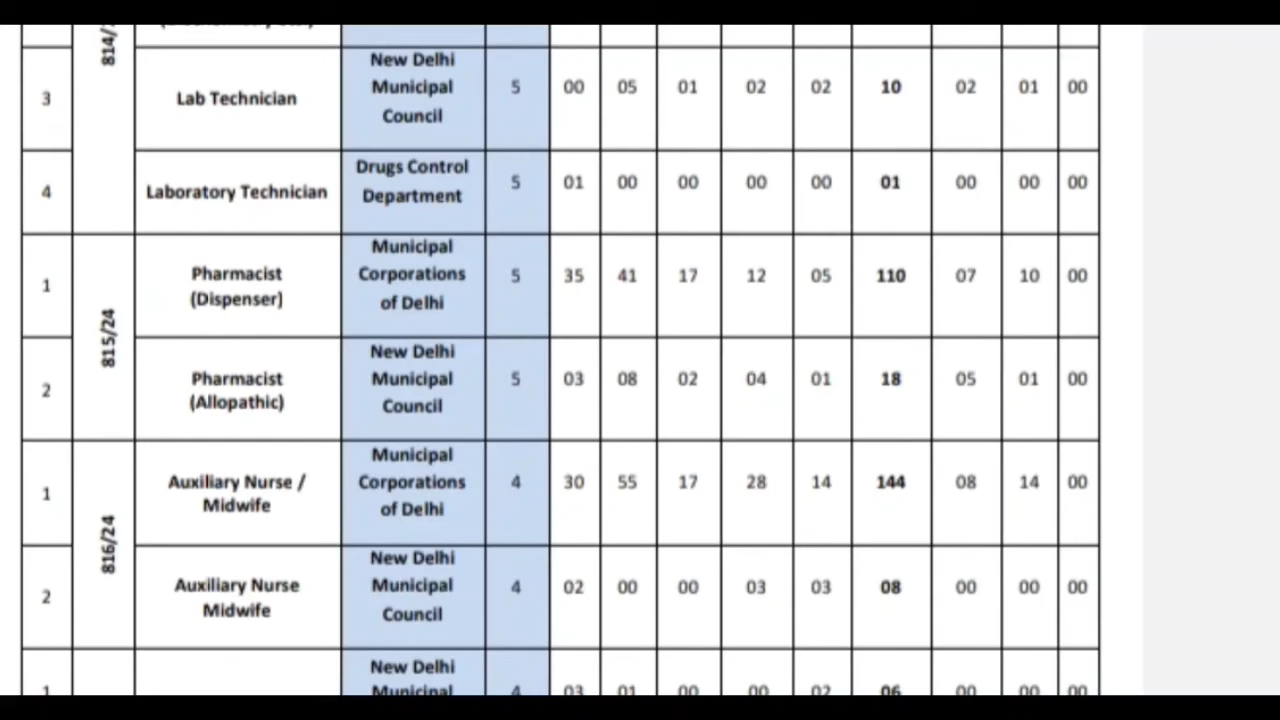 814/
3
Lab Technician
New Delhi
Municipal
Council
5 00 05 01 02 02 10 02 01 00
4
Laboratory Technician
Drugs Control
Department
5 01 00 00 00 00 01 00 00 00
815/24
1
Pharmacist
(Dispenser)
Municipal
Corporations
of Delhi
5 35 41 17 12 05 110 07 10 00
2
Pharmacist
(Allopathic)
New Delhi
Municipal
Council
5 03 08 02 04 01 18 05 01 00
816/24
1
Auxiliary Nurse /
Midwife
Municipal
Corporations
of Delhi
4 30 55 17 28 14 144 08 14 00
2
Auxiliary Nurse
Midwife
New Delhi
Municipal
Council
4 02 00 00 03 03 08 00 00 00
1
New Delhi
Municipal
4 03 01 00 00 02 06 00 00 00